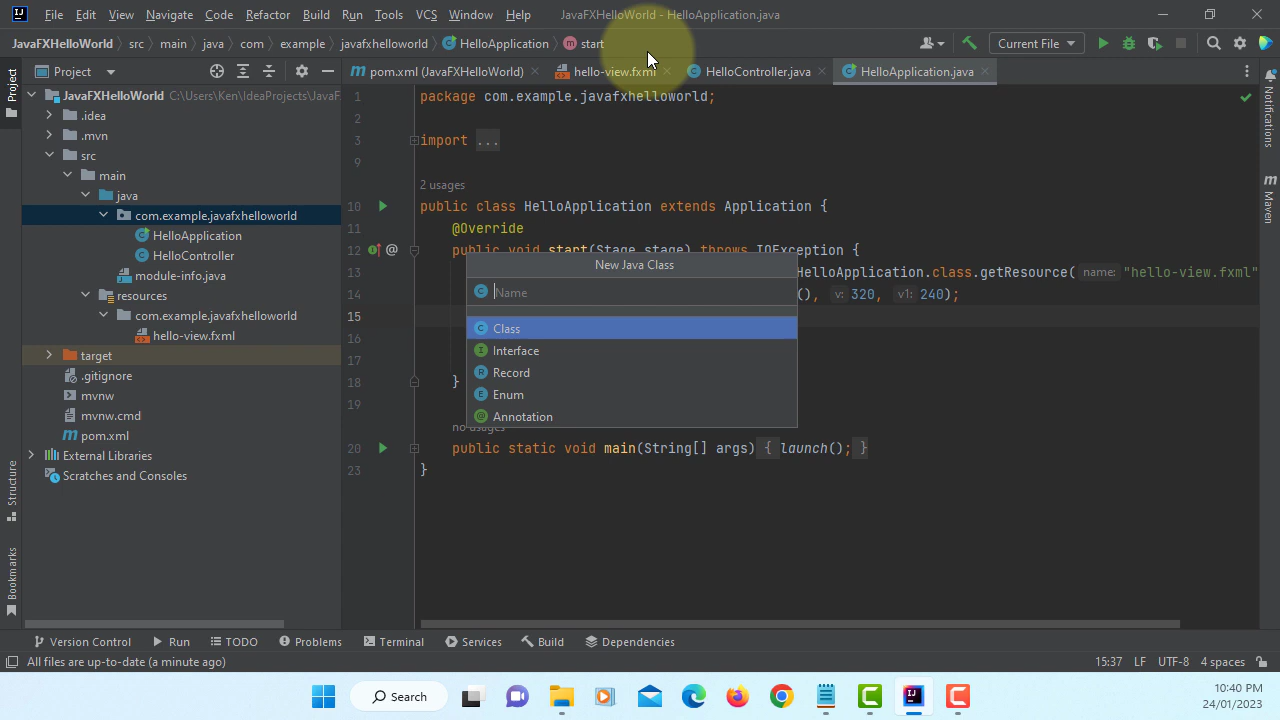 File Edit View Navigate Code Refactor Build Run Tools VCS Window Help JavaFXHelloWorld - HelloApplication.java
JavaFXHelloWorld src main java com example javafxhelloworld HelloApplication start Current File
Project
Project
pom.xml (JavaFXHelloWorld) hello-view.fxml HelloController.java HelloApplication.java
JavaFXHelloWorld C:\Users\Ken\IdeaProjects\JavaF
.idea
.mvn
src
main
java
com.example.javafxhelloworld
HelloApplication
HelloController
module-info.java
resources
com.example.javafxhelloworld
hello-view.fxml
target
.gitignore
mvnw
mvnw.cmd
pom.xml
External Libraries
Scratches and Consoles
Structure
Bookmarks
1 package com.example.javafxhelloworld;
2
3 import ...
9
2 usages
10 public class HelloApplication extends Application {
11 @Override
12 public void start(Stage stage) throws IOException {
13 HelloApplication.class.getResource( name: "hello-view.fxml"
14 (), v: 320, v1: 240);
15
16
17
18 }
19
no usages
20 public static void main(String[] args) { launch(); }
23 }
New Java Class
Name
Class
Interface
Record
Enum
Annotation
Notifications
Maven
Version Control Run TODO Problems Terminal Services Build Dependencies
All files are up-to-date (a minute ago) 15:37 LF UTF-8 4 spaces
Search
10:40 PM
24/01/2023